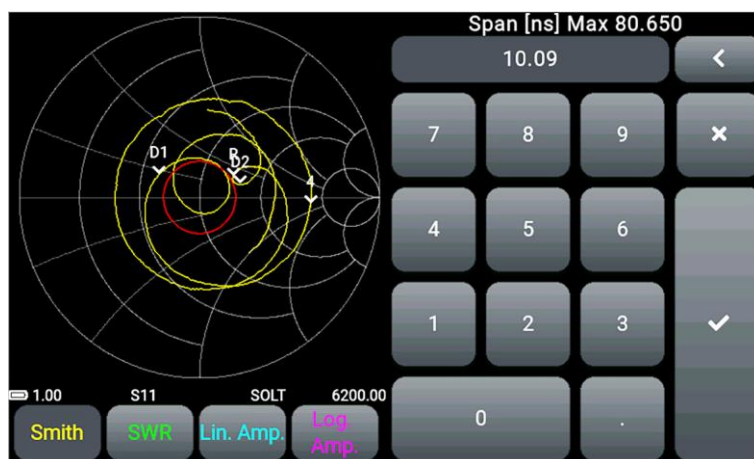 Span [ns] Max 80.650
10.09
7 8 9
4 5 6
1 2 3
0 .
D1
R
D2
4
1.00 S11 SOLT 6200.00
Smith SWR Lin. Amp. Log. Amp.